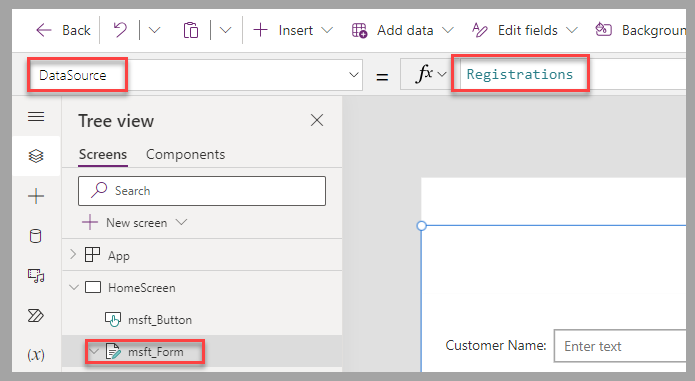 Back Insert Add data Edit fields Backgroun
DataSource = fx Registrations
Tree view
Screens Components
Search
New screen
App
HomeScreen
msft_Button
msft_Form
Customer Name: Enter text
(x)